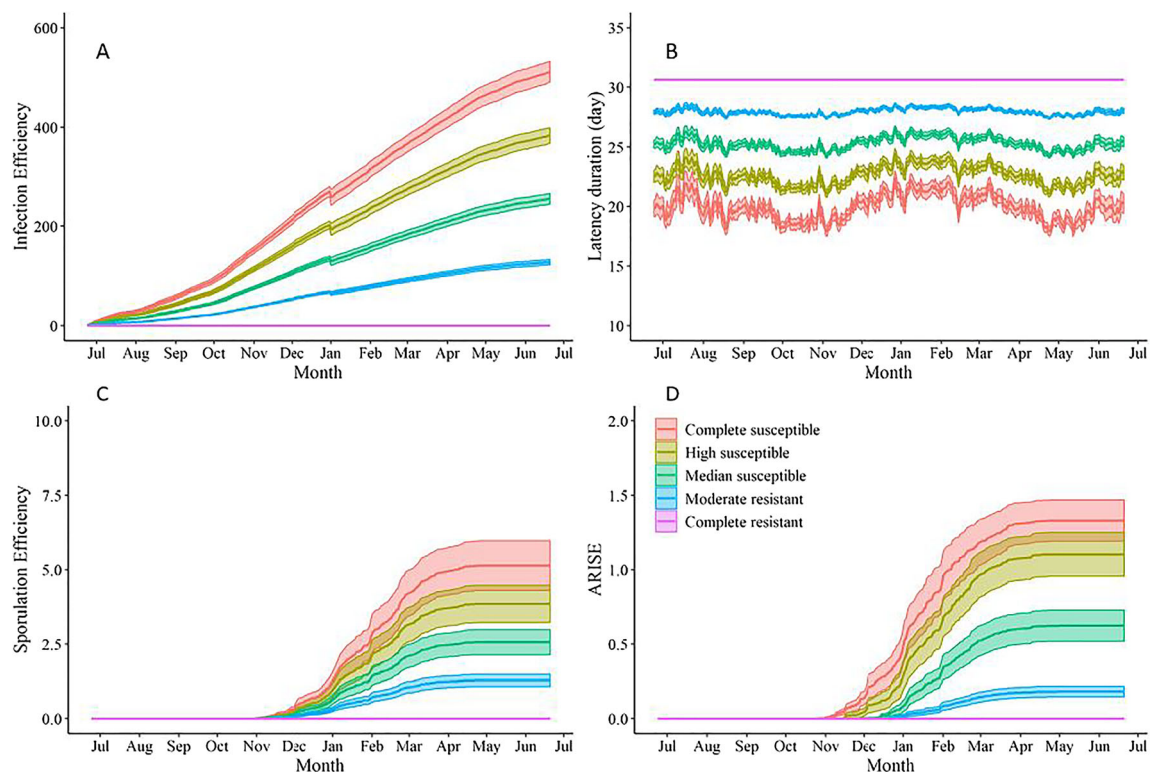 A
600
400
200
0
Infection Efficiency
Jul Aug Sep Oct Nov Dec Jan Feb Mar Apr May Jun Jul
Month
B
35
30
25
20
15
10
Latency duration (day)
Jul Aug Sep Oct Nov Dec Jan Feb Mar Apr May Jun Jul
Month
C
10.0
7.5
5.0
2.5
0.0
Sporulation Efficiency
Jul Aug Sep Oct Nov Dec Jan Feb Mar Apr May Jun Jul
Month
D
2.0
1.5
1.0
0.5
0.0
ARISE
Complete susceptible
High susceptible
Median susceptible
Moderate resistant
Complete resistant
Jul Aug Sep Oct Nov Dec Jan Feb Mar Apr May Jun Jul
Month